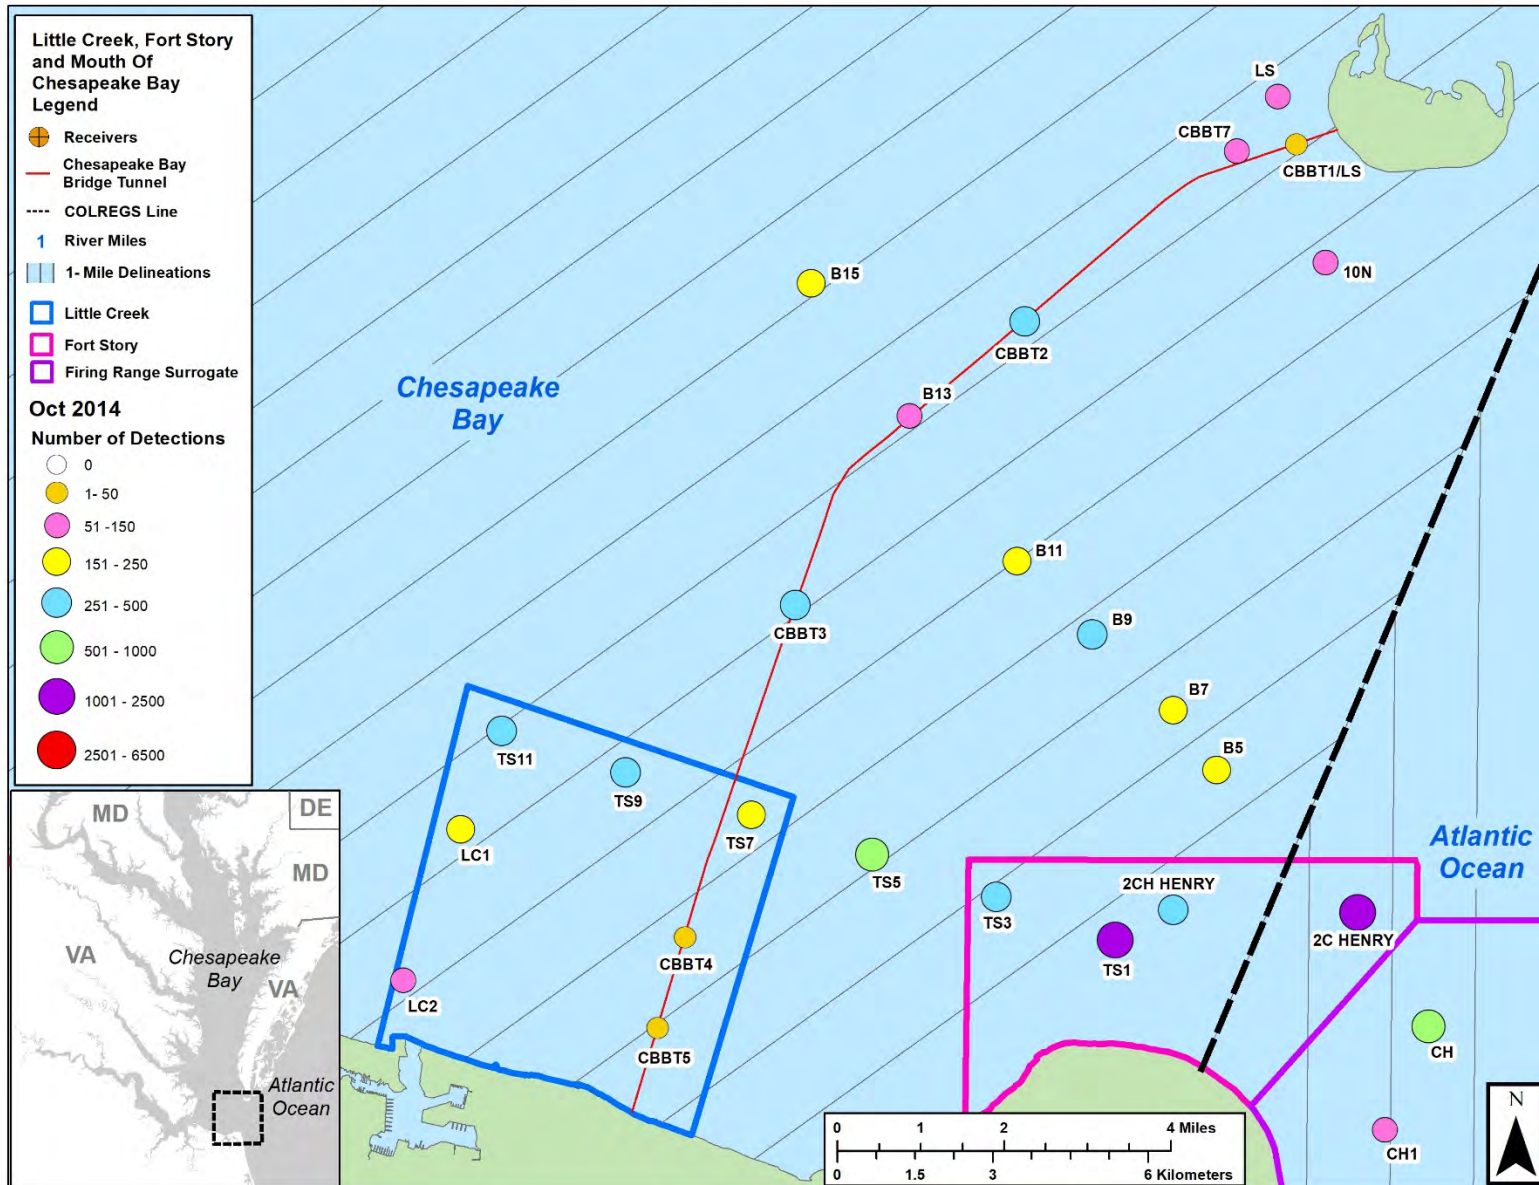 Little Creek, Fort Story
and Mouth Of
Chesapeake Bay
Legend
Receivers
Chesapeake Bay
Bridge Tunnel
COLREGS Line
1 River Miles
1- Mile Delineations
Little Creek
Fort Story
Firing Range Surrogate
Oct 2014
Number of Detections
0
1- 50
51 -150
151 - 250
251 - 500
501 - 1000
1001 - 2500
2501 - 6500
LS
CBBT7
CBBT1/LS
10N
B15
CBBT2
Chesapeake
Bay
B13
B11
CBBT3
B9
B7
B5
TS11
TS9
TS7
LC1
TS5
Atlantic
Ocean
2CH HENRY
TS3
TS1
2C HENRY
CBBT4
LC2
CBBT5
CH
CH1
MD
DE
MD
VA
Chesapeake
Bay
VA
Atlantic
Ocean
0 1 2 4 Miles
0 1.5 3 6 Kilometers
N